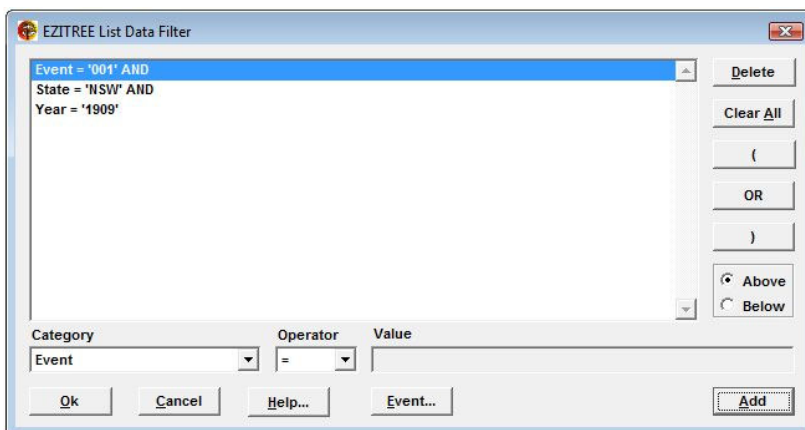 EZITREE List Data Filter
Event = '001' AND
State = 'NSW' AND
Year = '1909'
Delete
Clear All
(
OR
)
Above
Below
Category
Operator
Value
Event
=
Ok
Cancel
Help...
Event...
Add